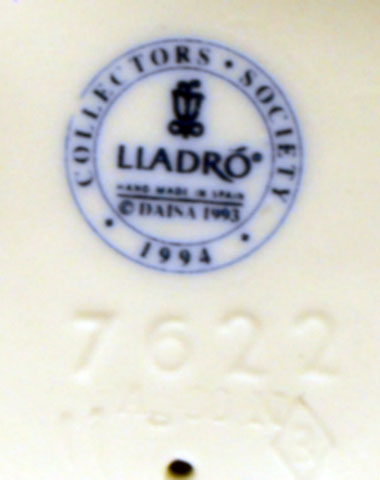 COLLECTORS • SOCIETY
LLADRÓ®
HAND MADE IN SPAIN
© DAISA 1993
• 1994 •
7622